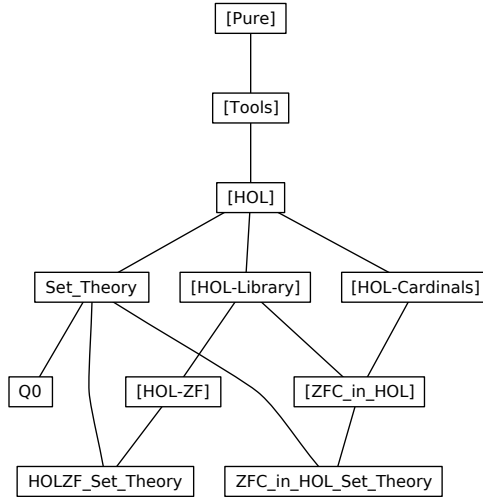 [Pure]
[Tools]
[HOL]
Set_Theory
[HOL-Library]
[HOL-Cardinals]
Q0
[HOL-ZF]
[ZFC_in_HOL]
HOLZF_Set_Theory
ZFC_in_HOL_Set_Theory